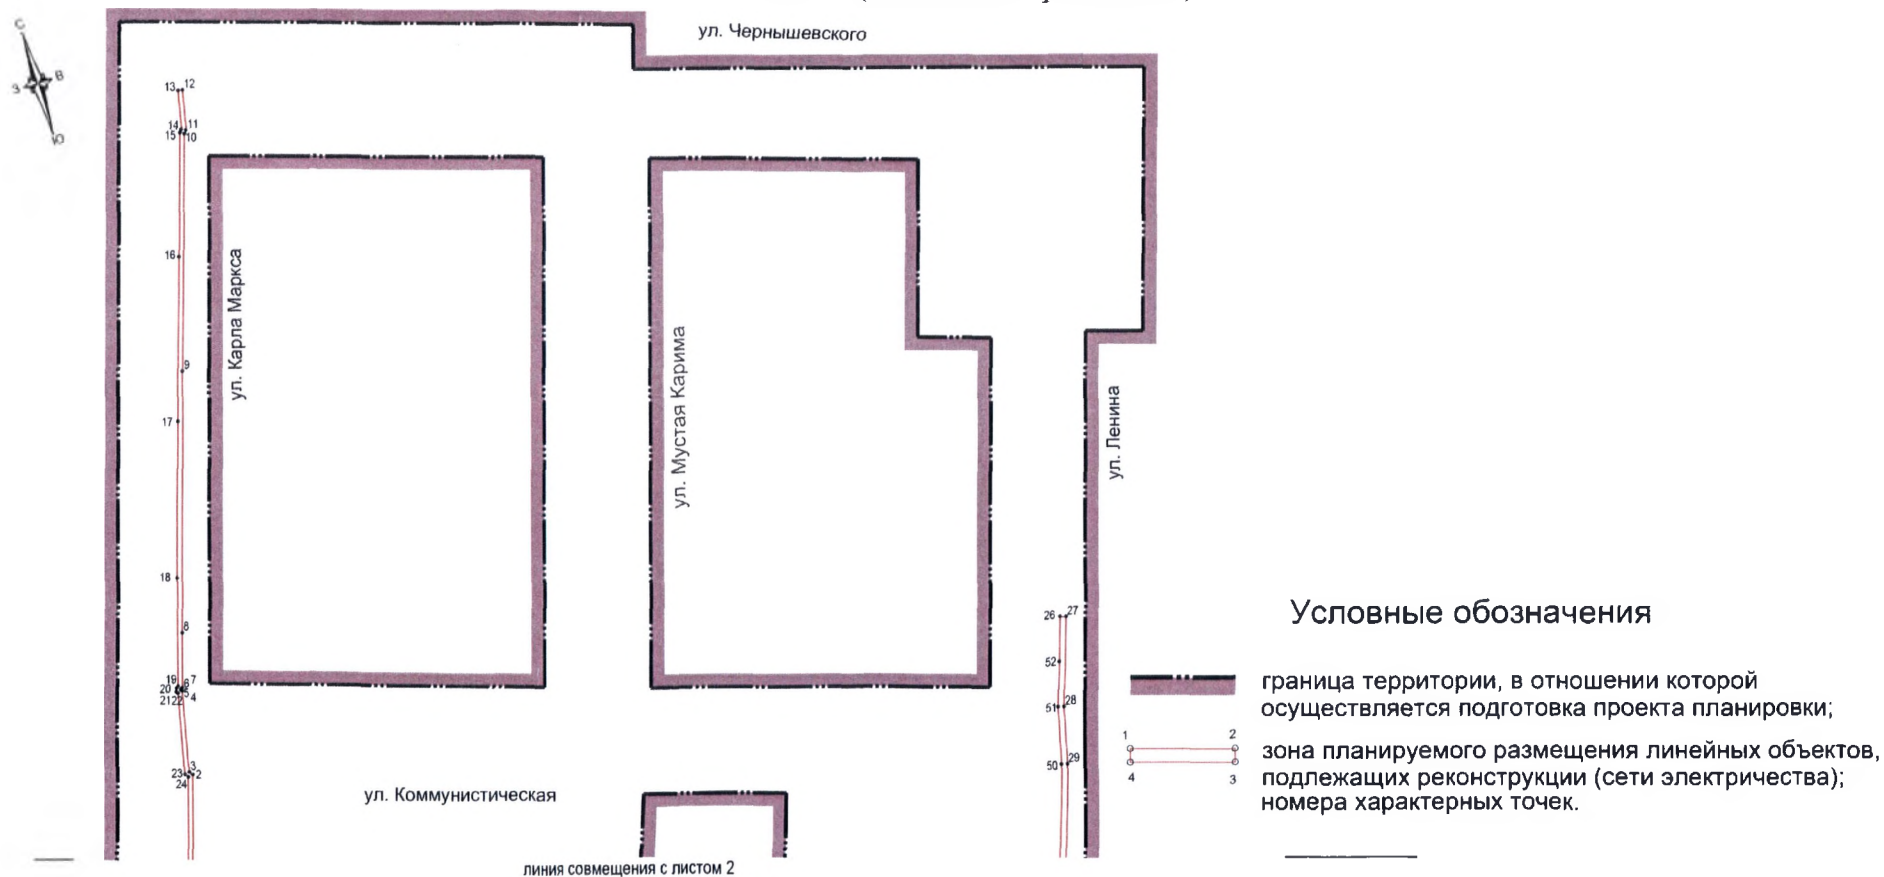 ул. Чернышевского
С
В
З
Ю
13 12
14 11
15 10
16
ул. Карла Маркса
9
17
ул. Мустая Карима
ул. Ленина
18
8
26 27
52
51 28
50 29
19 7
20 6
5
2122 4
3
23 2
24
ул. Коммунистическая
линия совмещения с листом 2
Условные обозначения
граница территории, в отношении которой
осуществляется подготовка проекта планировки;
1 2
4 3
зона планируемого размещения линейных объектов,
подлежащих реконструкции (сети электричества);
номера характерных точек.